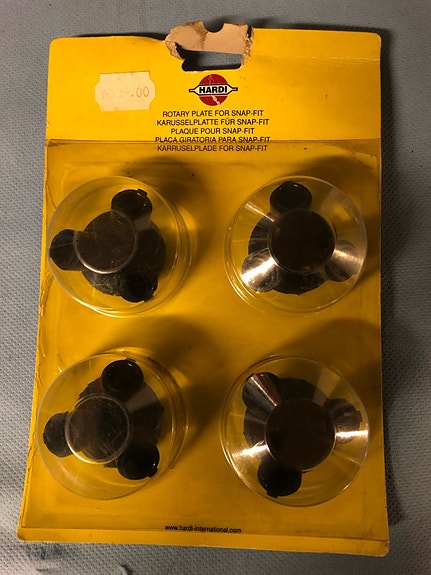 .00
HARDI
ROTARY PLATE FOR SNAP-FIT
KARUSSELPLATTE FÜR SNAP-FIT
PLAQUE POUR SNAP-FIT
PLACA GIRATORIA PARA SNAP-FIT
KARRUSELPLADE FOR SNAP-FIT
www.hardi-international.com